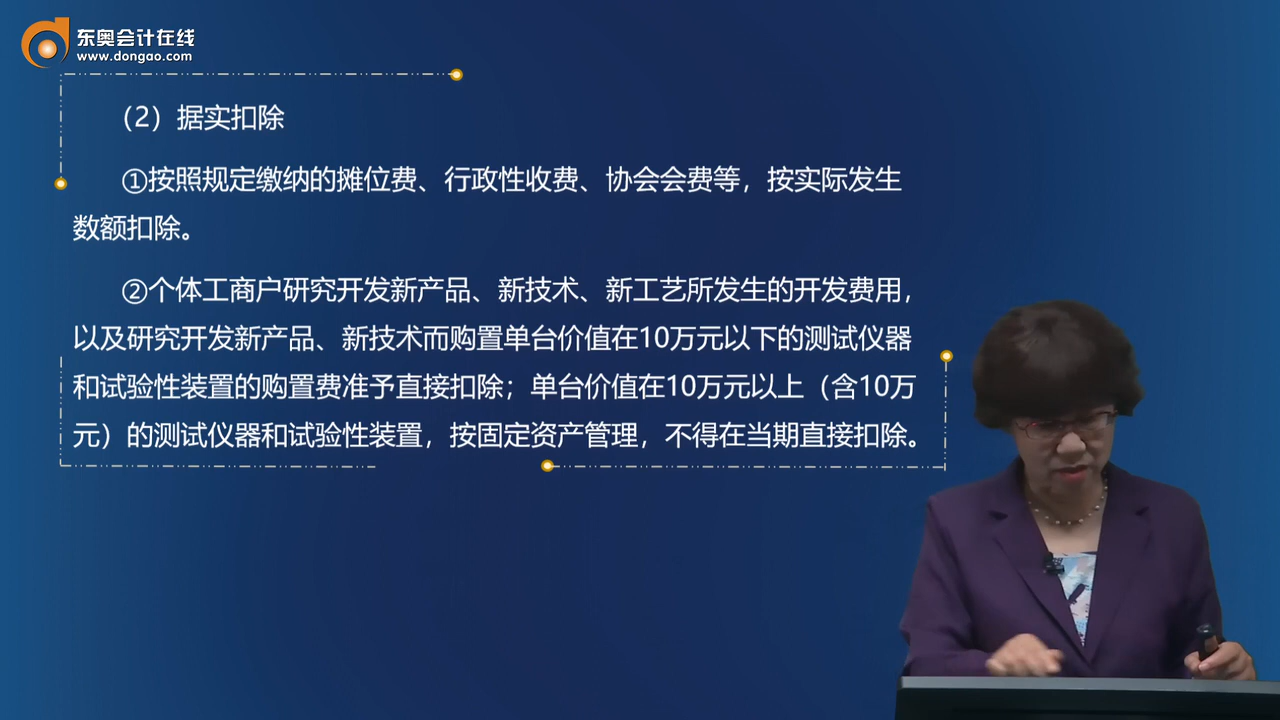 东奥会计在线
www.dongao.com
（2）据实扣除
①按照规定缴纳的摊位费、行政性收费、协会会费等，按实际发生
数额扣除。
②个体工商户研究开发新产品、新技术、新工艺所发生的开发费用，
以及研究开发新产品、新技术而购置单台价值在10万元以下的测试仪器
和试验性装置的购置费准予直接扣除；单台价值在10万元以上（含10万
元）的测试仪器和试验性装置，按固定资产管理，不得在当期直接扣除。